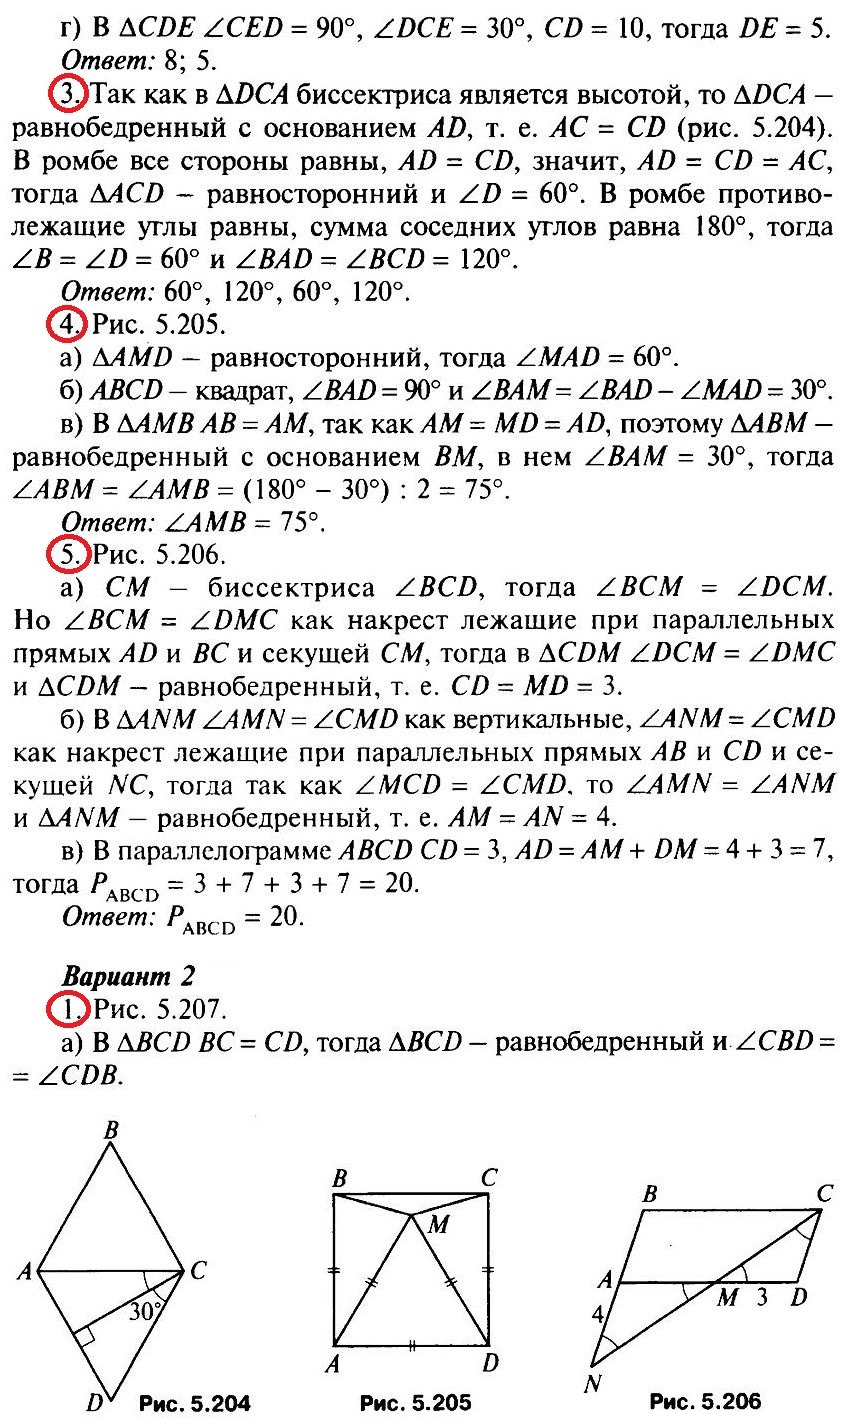 г) В ΔCDE ∠CED = 90°, ∠DCE = 30°, CD = 10, тогда DE = 5.
Ответ: 8; 5.
3. Так как в ΔDCA биссектриса является высотой, то ΔDCA –
равнобедренный с основанием AD, т. е. AC = CD (рис. 5.204).
В ромбе все стороны равны, AD = CD, значит, AD = CD = AC,
тогда ΔACD – равносторонний и ∠D = 60°. В ромбе противо-
лежащие углы равны, сумма соседних углов равна 180°, тогда
∠B = ∠D = 60° и ∠BAD = ∠BCD = 120°.
Ответ: 60°, 120°, 60°, 120°.
4. Рис. 5.205.
а) ΔAMD – равносторонний, тогда ∠MAD = 60°.
б) ABCD – квадрат, ∠BAD = 90° и ∠BAM = ∠BAD – ∠MAD = 30°.
в) В ΔAMB AB = AM, так как AM = MD = AD, поэтому ΔABM –
равнобедренный с основанием BM, в нем ∠BAM = 30°, тогда
∠ABM = ∠AMB = (180° – 30°) : 2 = 75°.
Ответ: ∠AMB = 75°.
5. Рис. 5.206.
а) CM – биссектриса ∠BCD, тогда ∠BCM = ∠DCM.
Но ∠BCM = ∠DMC как накрест лежащие при параллельных
прямых AD и BC и секущей CM, тогда в ΔCDM ∠DCM = ∠DMC
и ΔCDM – равнобедренный, т. е. CD = MD = 3.
б) В ΔANM ∠AMN = ∠CMD как вертикальные, ∠ANM = ∠CMD
как накрест лежащие при параллельных прямых AB и CD и се-
кущей NC, тогда так как ∠MCD = ∠CMD, то ∠AMN = ∠ANM
и ΔANM – равнобедренный, т. е. AM = AN = 4.
в) В параллелограмме ABCD CD = 3, AD = AM + DM = 4 + 3 = 7,
тогда P_ABCD = 3 + 7 + 3 + 7 = 20.
Ответ: P_ABCD = 20.
Вариант 2
1. Рис. 5.207.
а) В ΔBCD BC = CD, тогда ΔBCD – равнобедренный и ∠CBD =
= ∠CDB.
B
A
C
30°
D
Рис. 5.204
B
C
M
A
D
Рис. 5.205
B
C
A
M
3
D
4
N
Рис. 5.206